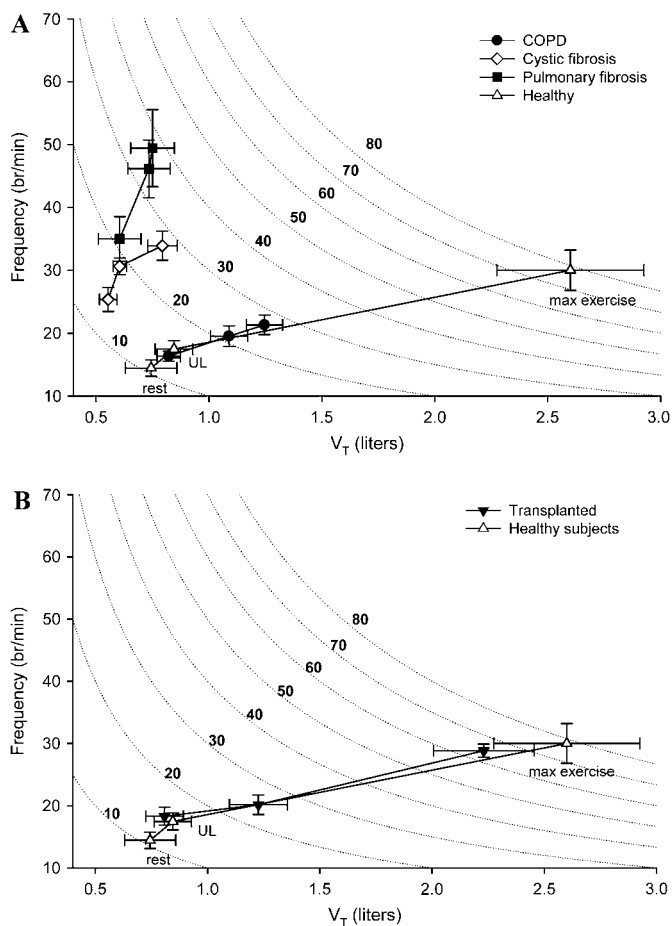 A
70
60
50
40
30
20
10
Frequency (br/min)
COPD
Cystic fibrosis
Pulmonary fibrosis
Healthy
80
70
60
50
40
30
20
10
rest
UL
max exercise
0.5 1.0 1.5 2.0 2.5 3.0
VT (liters)
B
70
60
50
40
30
20
10
Frequency (br/min)
Transplanted
Healthy subjects
80
70
60
50
40
30
20
10
rest
UL
max exercise
0.5 1.0 1.5 2.0 2.5 3.0
VT (liters)